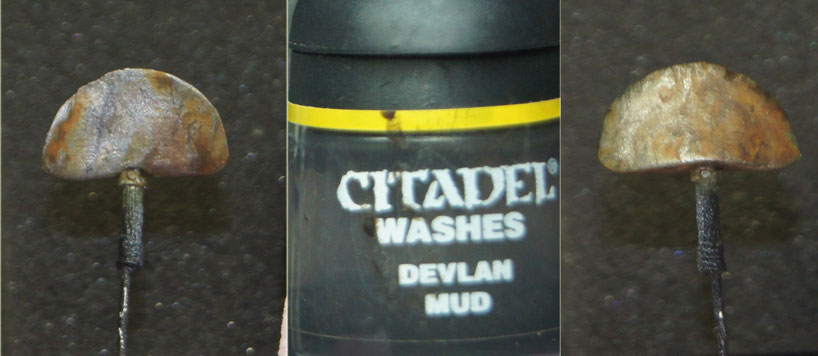 CITADEL®
WASHES
DEVLAN
MUD